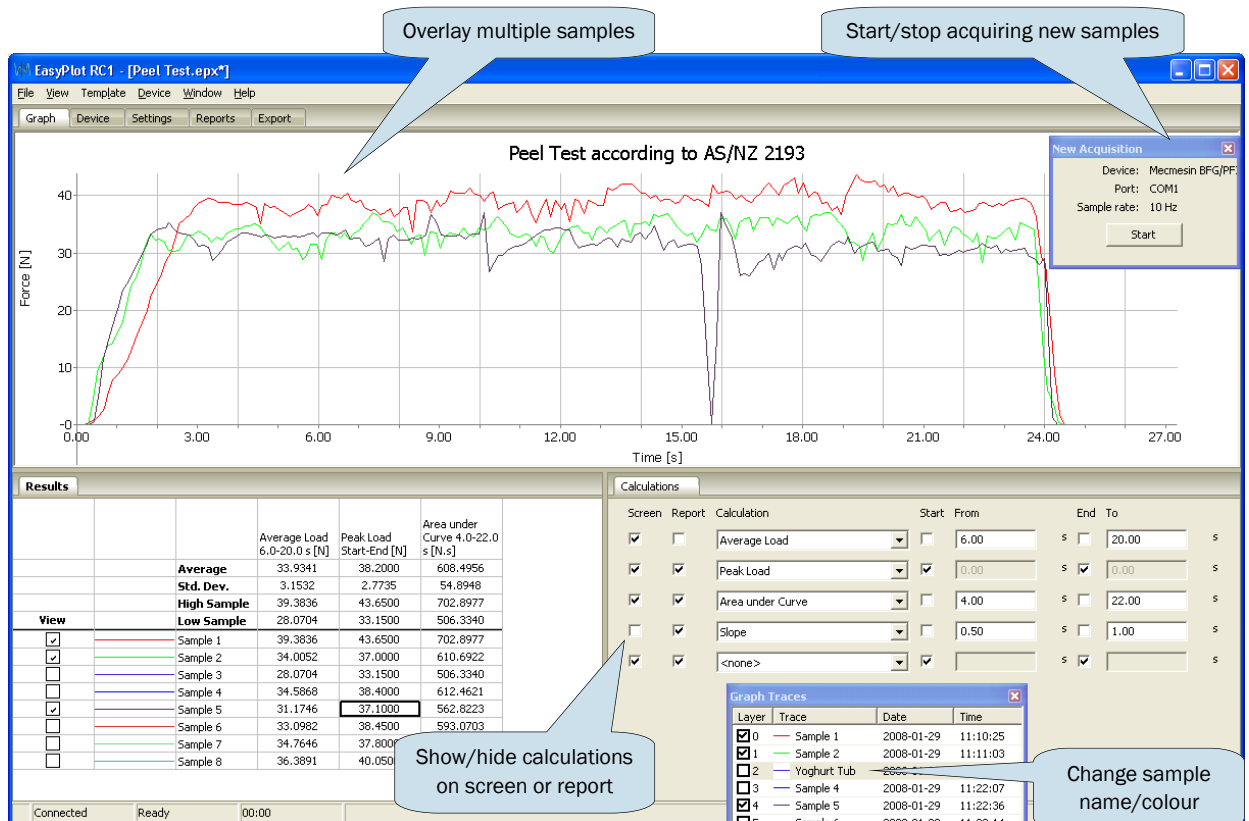 Overlay multiple samples
Start/stop acquiring new samples
EasyPlot RC1 - [Peel Test.epx*]
File View Template Device Window Help
Graph Device Settings Reports Export
Peel Test according to AS/NZ 2193
New Acquisition
Device: Mecmesin BFG/PF
Port: COM1
Sample rate: 10 Hz
Start
Force [N]
40
30
20
10
-0
0.00 3.00 6.00 9.00 12.00 15.00 18.00 21.00 24.00 27.00
Time [s]
Results
Average Load 6.0-20.0 s [N] Peak Load Start-End [N] Area under Curve 4.0-22.0 s [N.s]
Average 33.9341 38.2000 608.4956
Std. Dev. 3.1532 2.7735 54.8948
High Sample 39.3836 43.6500 702.8977
View Low Sample 28.0704 33.1500 506.3340
Sample 1 39.3836 43.6500 702.8977
Sample 2 34.0052 37.0000 610.6922
Sample 3 28.0704 33.1500 506.3340
Sample 4 34.5868 38.4000 612.4621
Sample 5 31.1746 37.1000 562.8223
Sample 6 33.0982 38.4500 593.0703
Sample 7 34.7646 37.800
Sample 8 36.3891 40.050
Calculations
Screen Report Calculation Start From End To
Average Load 6.00 s 20.00 s
Peak Load 0.00 s 0.00 s
Area under Curve 4.00 s 22.00 s
Slope 0.50 s 1.00 s
<none> s s
Show/hide calculations
on screen or report
Graph Traces
Layer Trace Date Time
0 Sample 1 2008-01-29 11:10:25
1 Sample 2 2008-01-29 11:11:03
2 Yoghurt Tub
3 Sample 4 2008-01-29 11:22:07
4 Sample 5 2008-01-29 11:22:36
Change sample
name/colour
Connected Ready 00:00